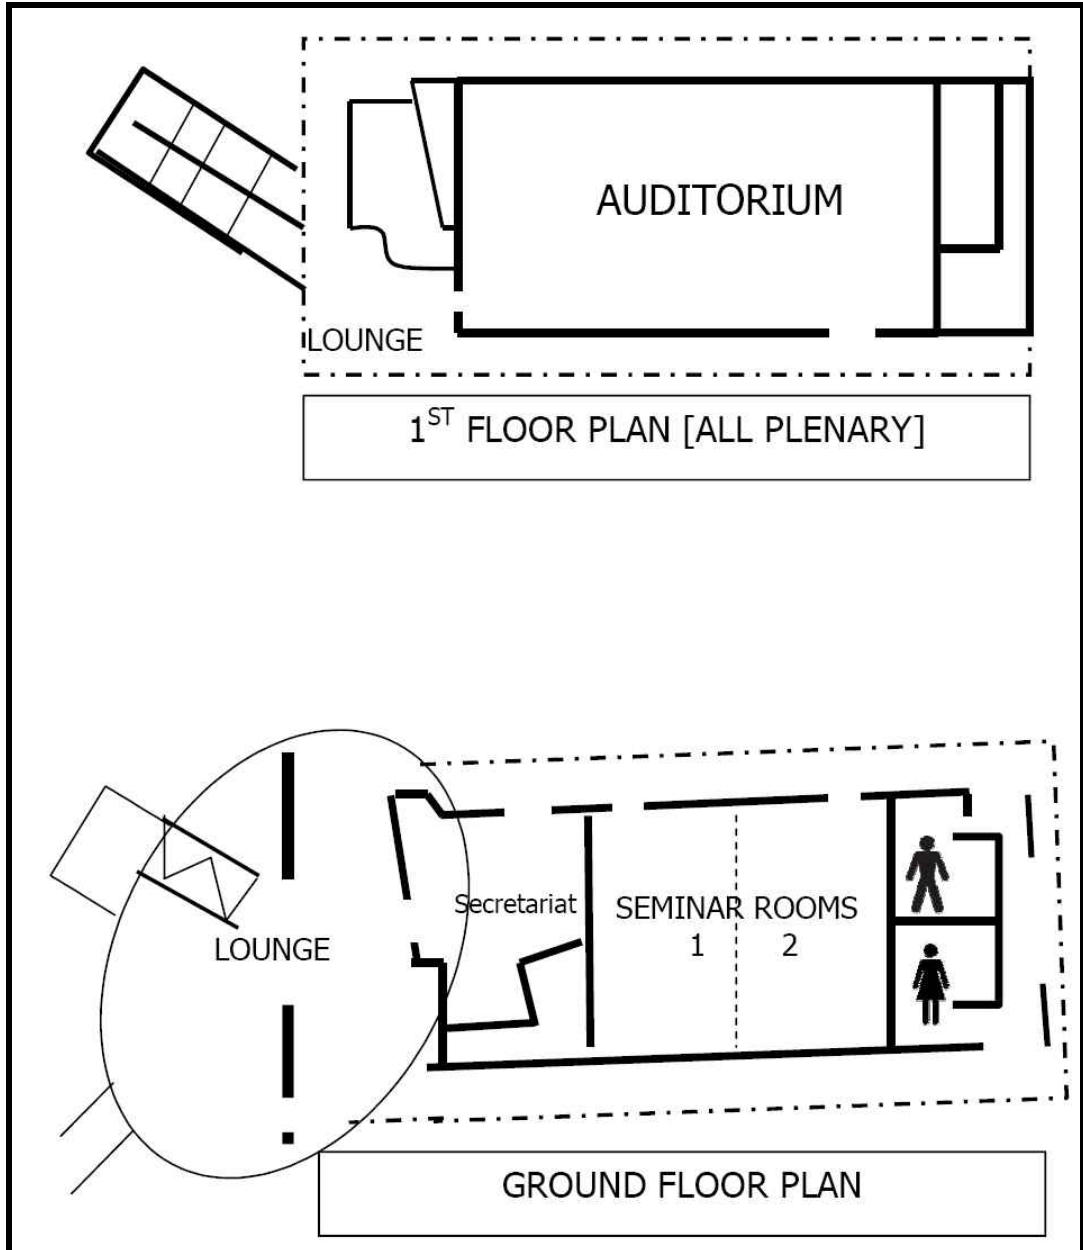 AUDITORIUM
LOUNGE
1ST FLOOR PLAN [ALL PLENARY]
Secretariat
SEMINAR ROOMS
1 2
LOUNGE
GROUND FLOOR PLAN